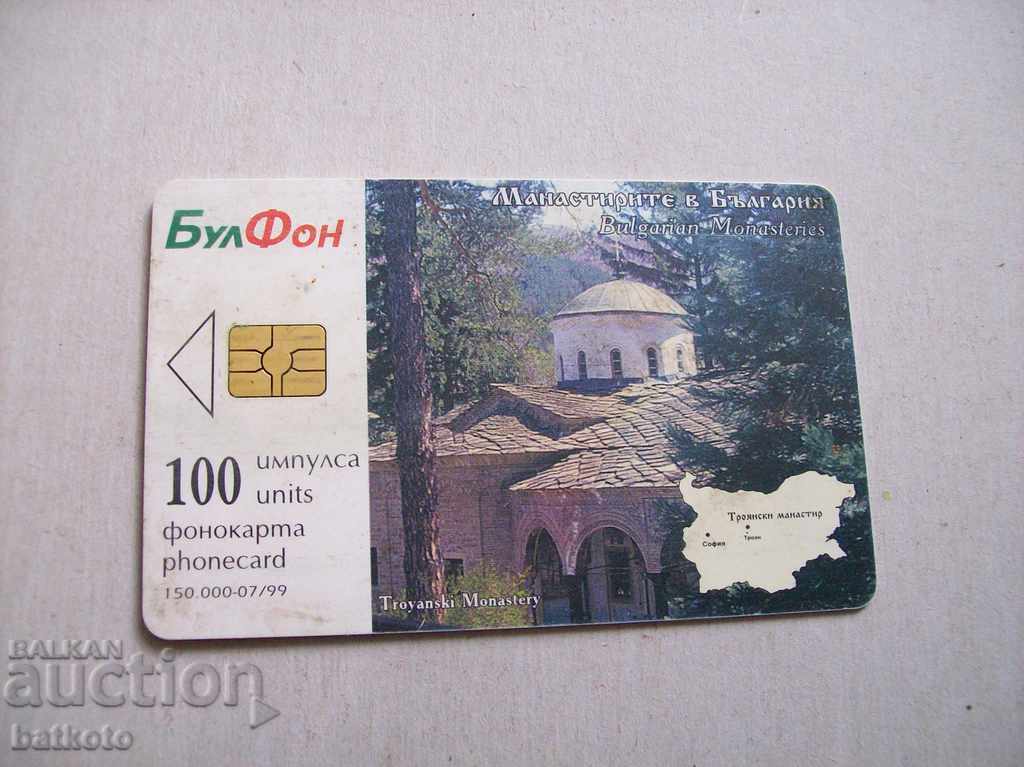 БулФон
Манастирите в България
Bulgarian Monasteries
100 импулса
units
фонокарта
phonecard
150.000-07/99
Троянски манастир
София
Троян
Troyanski Monastery
BALKAN
auction
batkoto